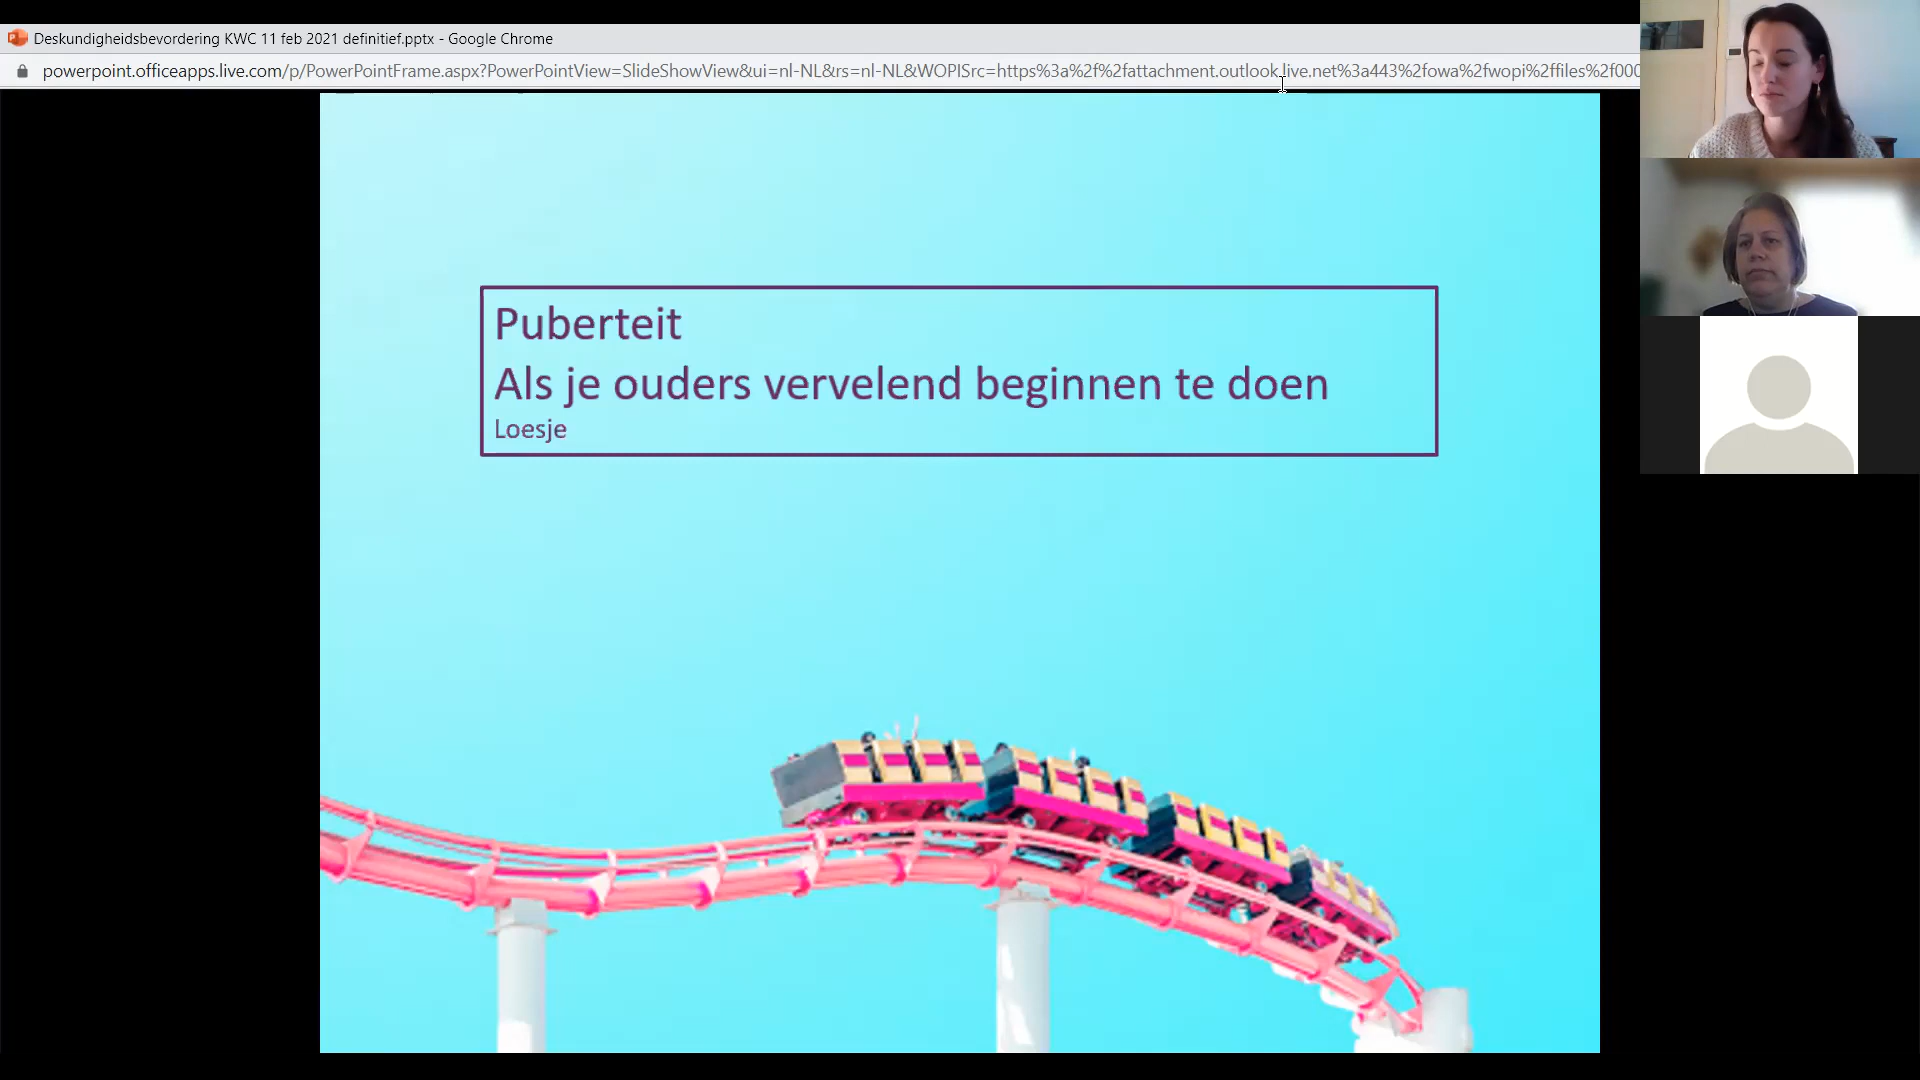 Deskundigheidsbevordering KWC 11 feb 2021 definitief.pptx - Google Chrome
powerpoint.officeapps.live.com/p/PowerPointFrame.aspx?PowerPointView=SlideShowView&ui=nl-NL&rs=nl-NL&WOPISrc=https%3a%2f%2fattachment.outlook.live.net%3a443%2fowa%2fwopi%2ffiles%2f000
Puberteit
Als je ouders vervelend beginnen te doen
Loesje